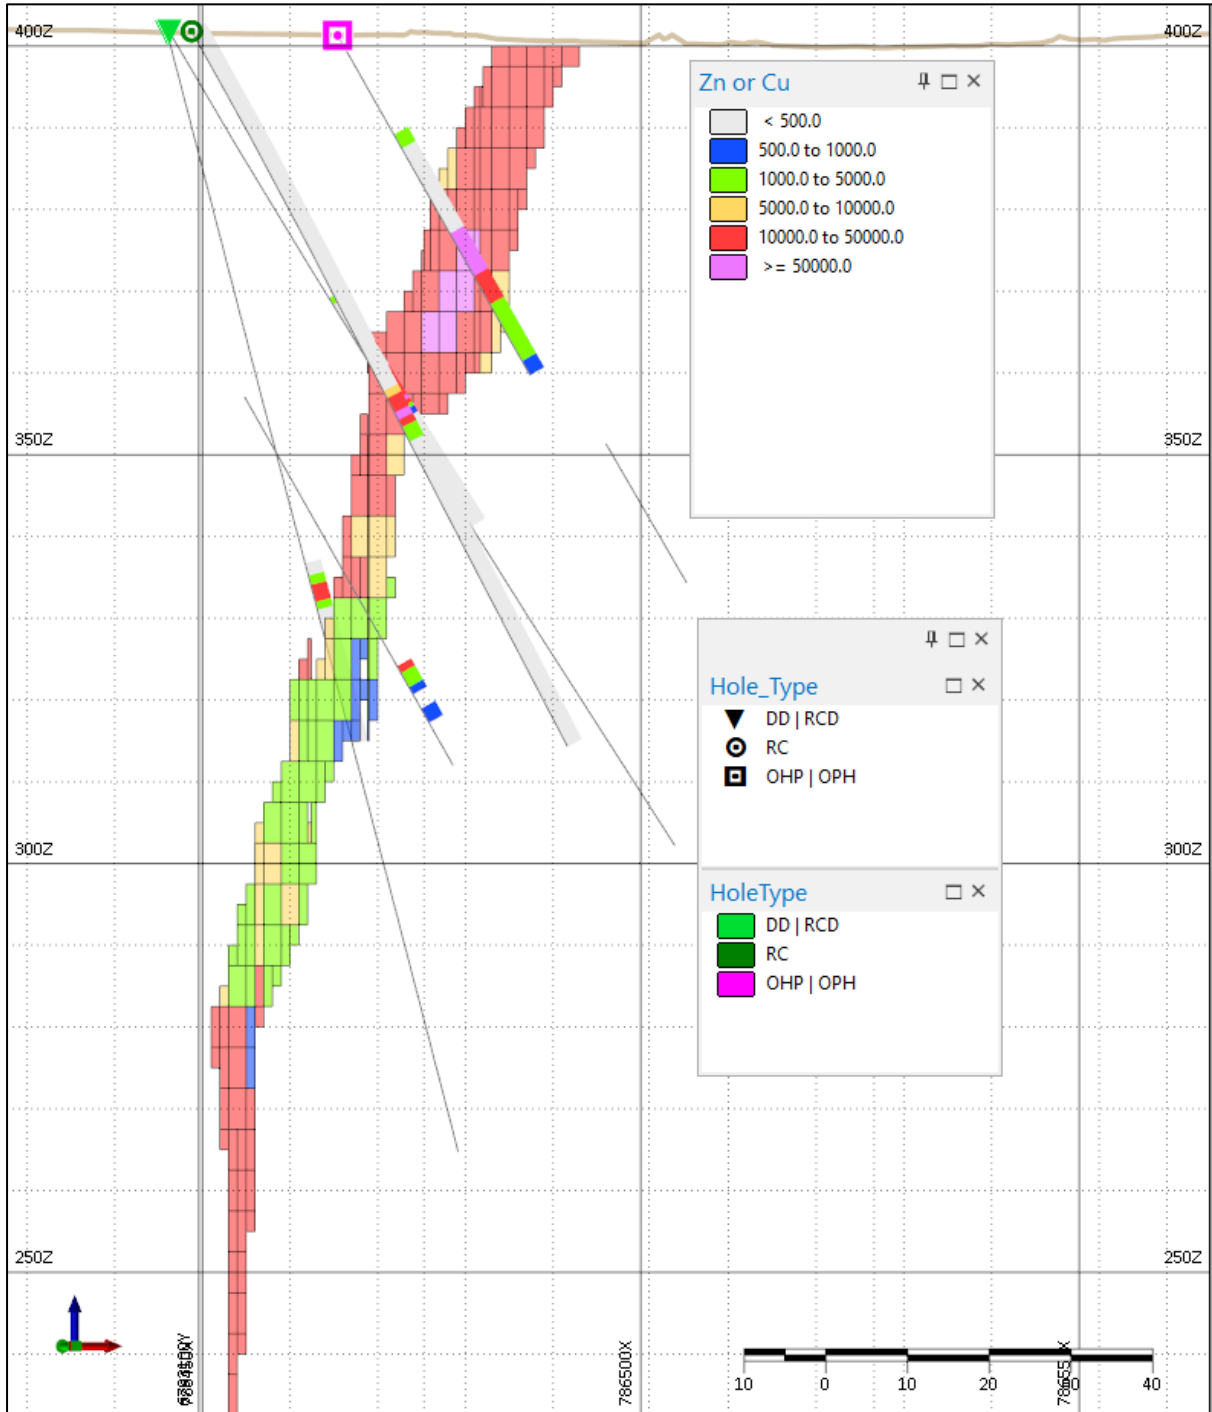 400Z
400Z
Zn or Cu
< 500.0
500.0 to 1000.0
1000.0 to 5000.0
5000.0 to 10000.0
10000.0 to 50000.0
>= 50000.0
350Z
350Z
Hole_Type
DD | RCD
RC
OHP | OPH
300Z
300Z
HoleType
DD | RCD
RC
OHP | OPH
250Z
250Z
786500X
10
0
10
20
40